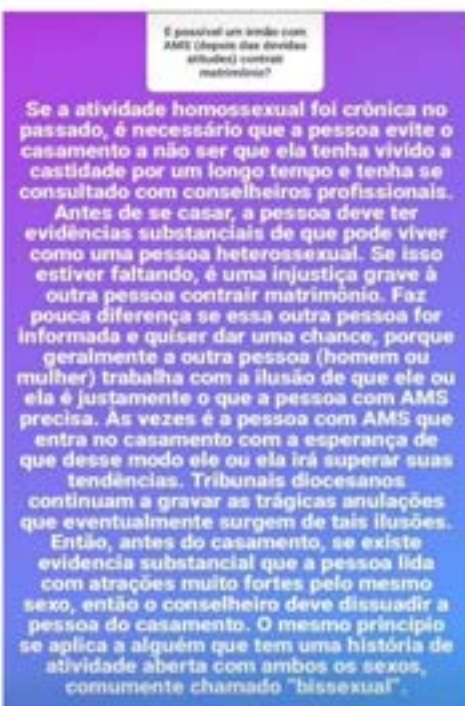 É possível um irmão com
AMS (depois das devidas
atitudes) contrair
matrimônio?
Se a atividade homossexual foi crônica no
passado, é necessário que a pessoa evite o
casamento a não ser que ela tenha vivido a
castidade por um longo tempo e tenha se
consultado com conselheiros profissionais.
Antes de se casar, a pessoa deve ter
evidências substanciais de que pode viver
como uma pessoa heterossexual. Se isso
estiver faltando, é uma injustiça grave à
outra pessoa contrair matrimônio. Faz
pouca diferença se essa outra pessoa for
informada e quiser dar uma chance, porque
geralmente a outra pessoa (homem ou
mulher) trabalha com a ilusão de que ele ou
ela é justamente o que a pessoa com AMS
precisa. Às vezes é a pessoa com AMS que
entra no casamento com a esperança de
que desse modo ele ou ela irá superar suas
tendências. Tribunais diocesanos
continuam a gravar as trágicas anulações
que eventualmente surgem de tais ilusões.
Então, antes do casamento, se existe
evidencia substancial que a pessoa lida
com atrações muito fortes pelo mesmo
sexo, então o conselheiro deve dissuadir a
pessoa do casamento. O mesmo princípio
se aplica a alguém que tem uma história de
atividade aberta com ambos os sexos,
comumente chamado "bissexual".